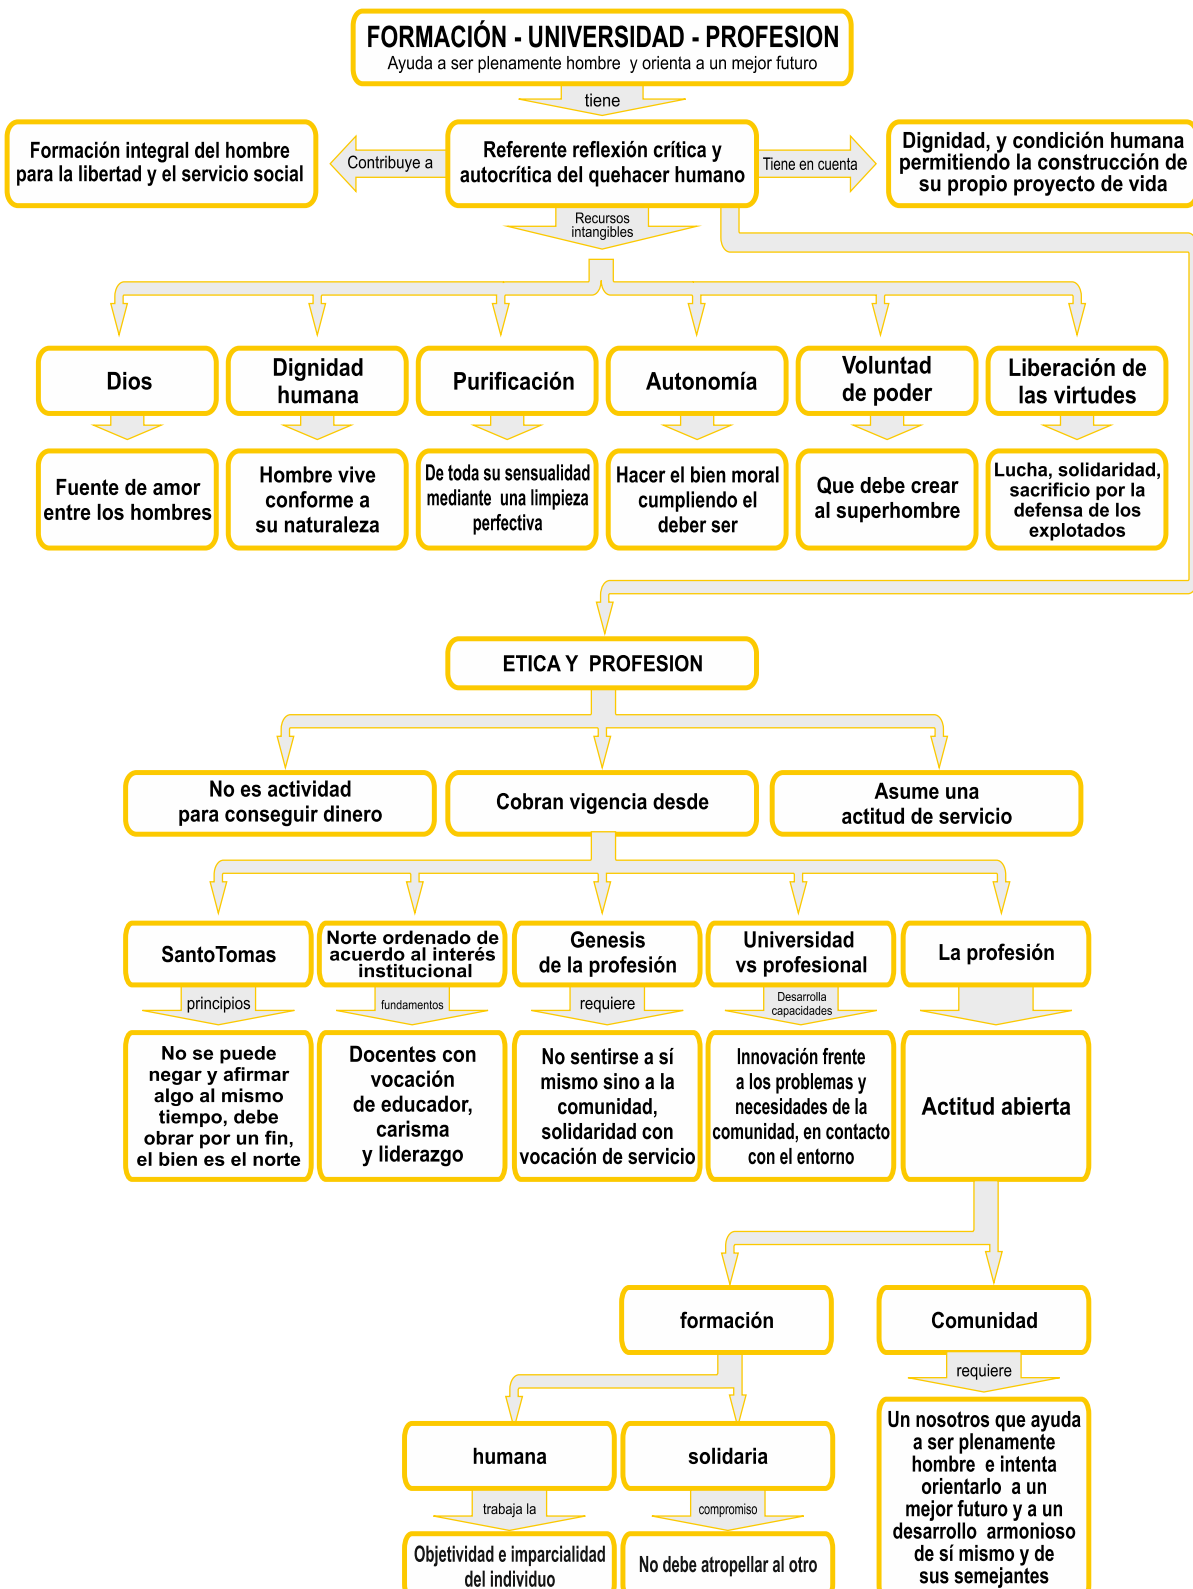 FORMACIÓN - UNIVERSIDAD - PROFESION
Ayuda a ser plenamente hombre y orienta a un mejor futuro
tiene
Formación integral del hombre
para la libertad y el servicio social
Contribuye a
Referente reflexión crítica y
autocrítica del quehacer humano
Tiene en cuenta
Dignidad, y condición humana
permitiendo la construcción de
su propio proyecto de vida
Recursos
intangibles
Dios
Dignidad
humana
Purificación
Autonomía
Voluntad
de poder
Liberación de
las virtudes
Fuente de amor
entre los hombres
Hombre vive
conforme a
su naturaleza
De toda su sensualidad
mediante una limpieza
perfectiva
Hacer el bien moral
cumpliendo el
deber ser
Que debe crear
al superhombre
Lucha, solidaridad,
sacrificio por la
defensa de los
explotados
ETICA Y PROFESION
No es actividad
para conseguir dinero
Cobran vigencia desde
Asume una
actitud de servicio
SantoTomas
Norte ordenado de
acuerdo al interés
institucional
Genesis
de la profesión
Universidad
vs profesional
La profesión
principios
fundamentos
requiere
Desarrolla
capacidades
No se puede
negar y afirmar
algo al mismo
tiempo, debe
obrar por un fin,
el bien es el norte
Docentes con
vocación
de educador,
carisma
y liderazgo
No sentirse a sí
mismo sino a la
comunidad,
solidaridad con
vocación de servicio
Innovación frente
a los problemas y
necesidades de la
comunidad, en contacto
con el entorno
Actitud abierta
formación
Comunidad
requiere
humana
solidaria
Un nosotros que ayuda
a ser plenamente
hombre e intenta
orientarlo a un
mejor futuro y a un
desarrollo armonioso
de sí mismo y de
sus semejantes
trabaja la
compromiso
Objetividad e imparcialidad
del individuo
No debe atropellar al otro